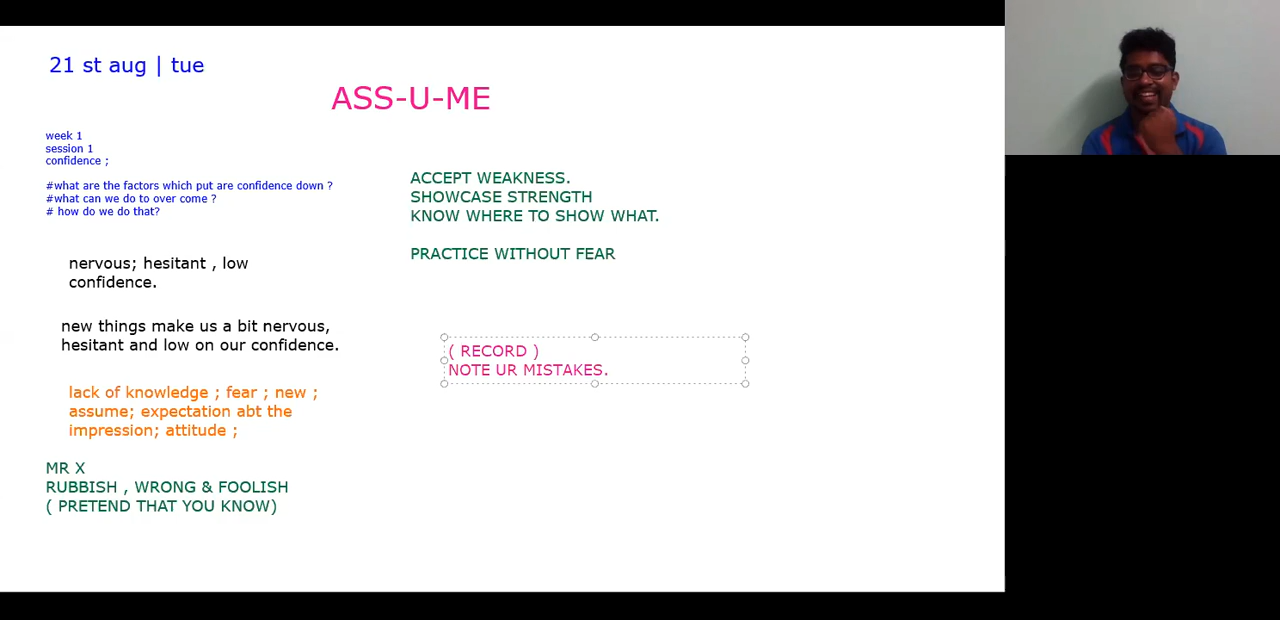 21 st aug | tue
ASS-U-ME
week 1
session 1
confidence ;
#what are the factors which put are confidence down ?
#what can we do to over come ?
# how do we do that?
nervous; hesitant , low
confidence.
new things make us a bit nervous,
hesitant and low on our confidence.
lack of knowledge ; fear ; new ;
assume; expectation abt the
impression; attitude ;
MR X
RUBBISH , WRONG & FOOLISH
( PRETEND THAT YOU KNOW)
ACCEPT WEAKNESS.
SHOWCASE STRENGTH
KNOW WHERE TO SHOW WHAT.
PRACTICE WITHOUT FEAR
( RECORD )
NOTE UR MISTAKES.